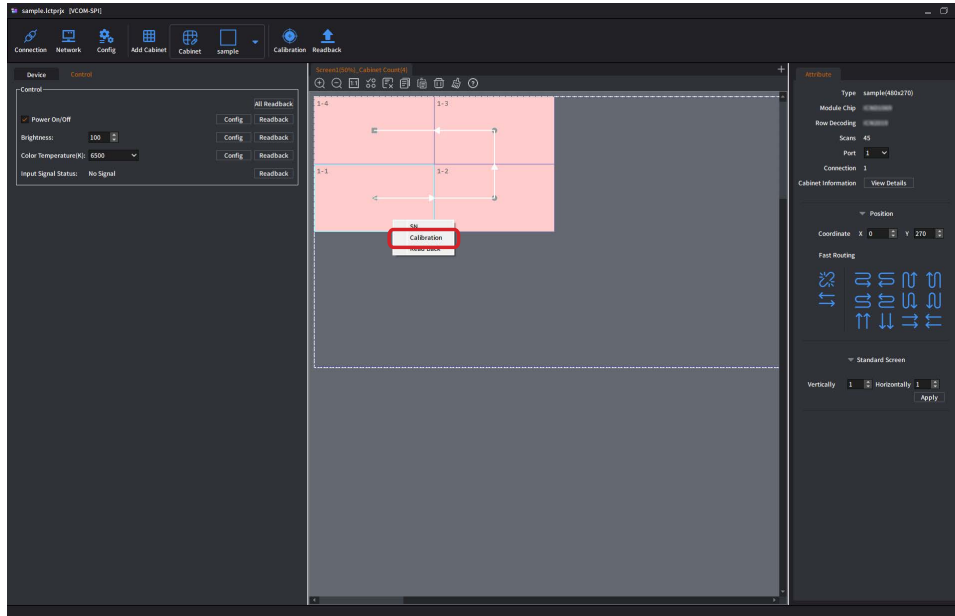 sample.lctprjx [VCOM-SPI]
Connection Network Config Add Cabinet Cabinet sample Calibration Readback
Device Control
Control
All Readback
Power On/Off Config Readback
Brightness: 100 Config Readback
Color Temperature(K): 6500 Config Readback
Input Signal Status: No Signal Readback
Screen1(50%)_Cabinet Count(4)
1:1
1-4 1-3
1-1 1-2
SN
Calibration
Read Back
Attribute
Type sample(480x270)
Module Chip
Row Decoding
Scans 45
Port 1
Connection 1
Cabinet Information View Details
Position
Coordinate X 0 Y 270
Fast Routing
Standard Screen
Vertically 1 Horizontally 1
Apply